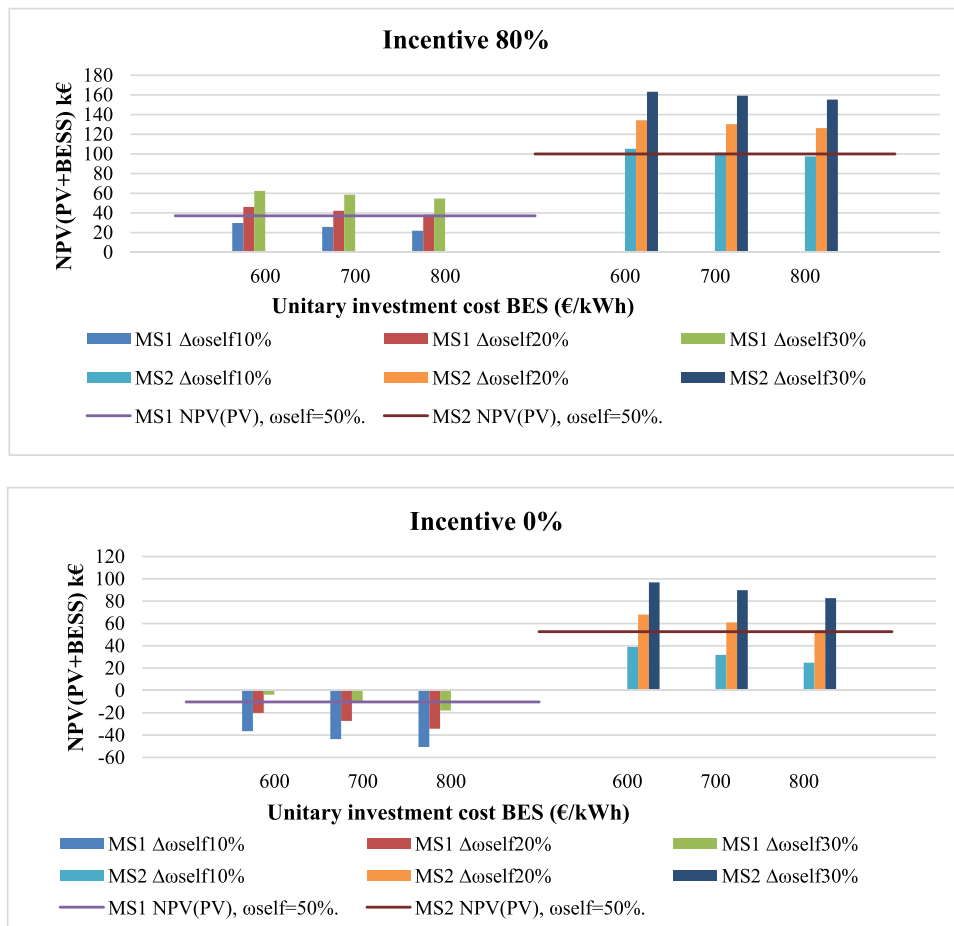 Incentive 80%
NPV(PV+BESS) k€
180
160
140
120
100
80
60
40
20
0
600 700 800 600 700 800
Unitary investment cost BES (€/kWh)
MS1 Δωself10% MS1 Δωself20% MS1 Δωself30%
MS2 Δωself10% MS2 Δωself20% MS2 Δωself30%
MS1 NPV(PV), ωself=50%. MS2 NPV(PV), ωself=50%.
Incentive 0%
NPV(PV+BESS) k€
120
100
80
60
40
20
0
-20
-40
-60
600 700 800 600 700 800
Unitary investment cost BES (€/kWh)
MS1 Δωself10% MS1 Δωself20% MS1 Δωself30%
MS2 Δωself10% MS2 Δωself20% MS2 Δωself30%
MS1 NPV(PV), ωself=50%. MS2 NPV(PV), ωself=50%.